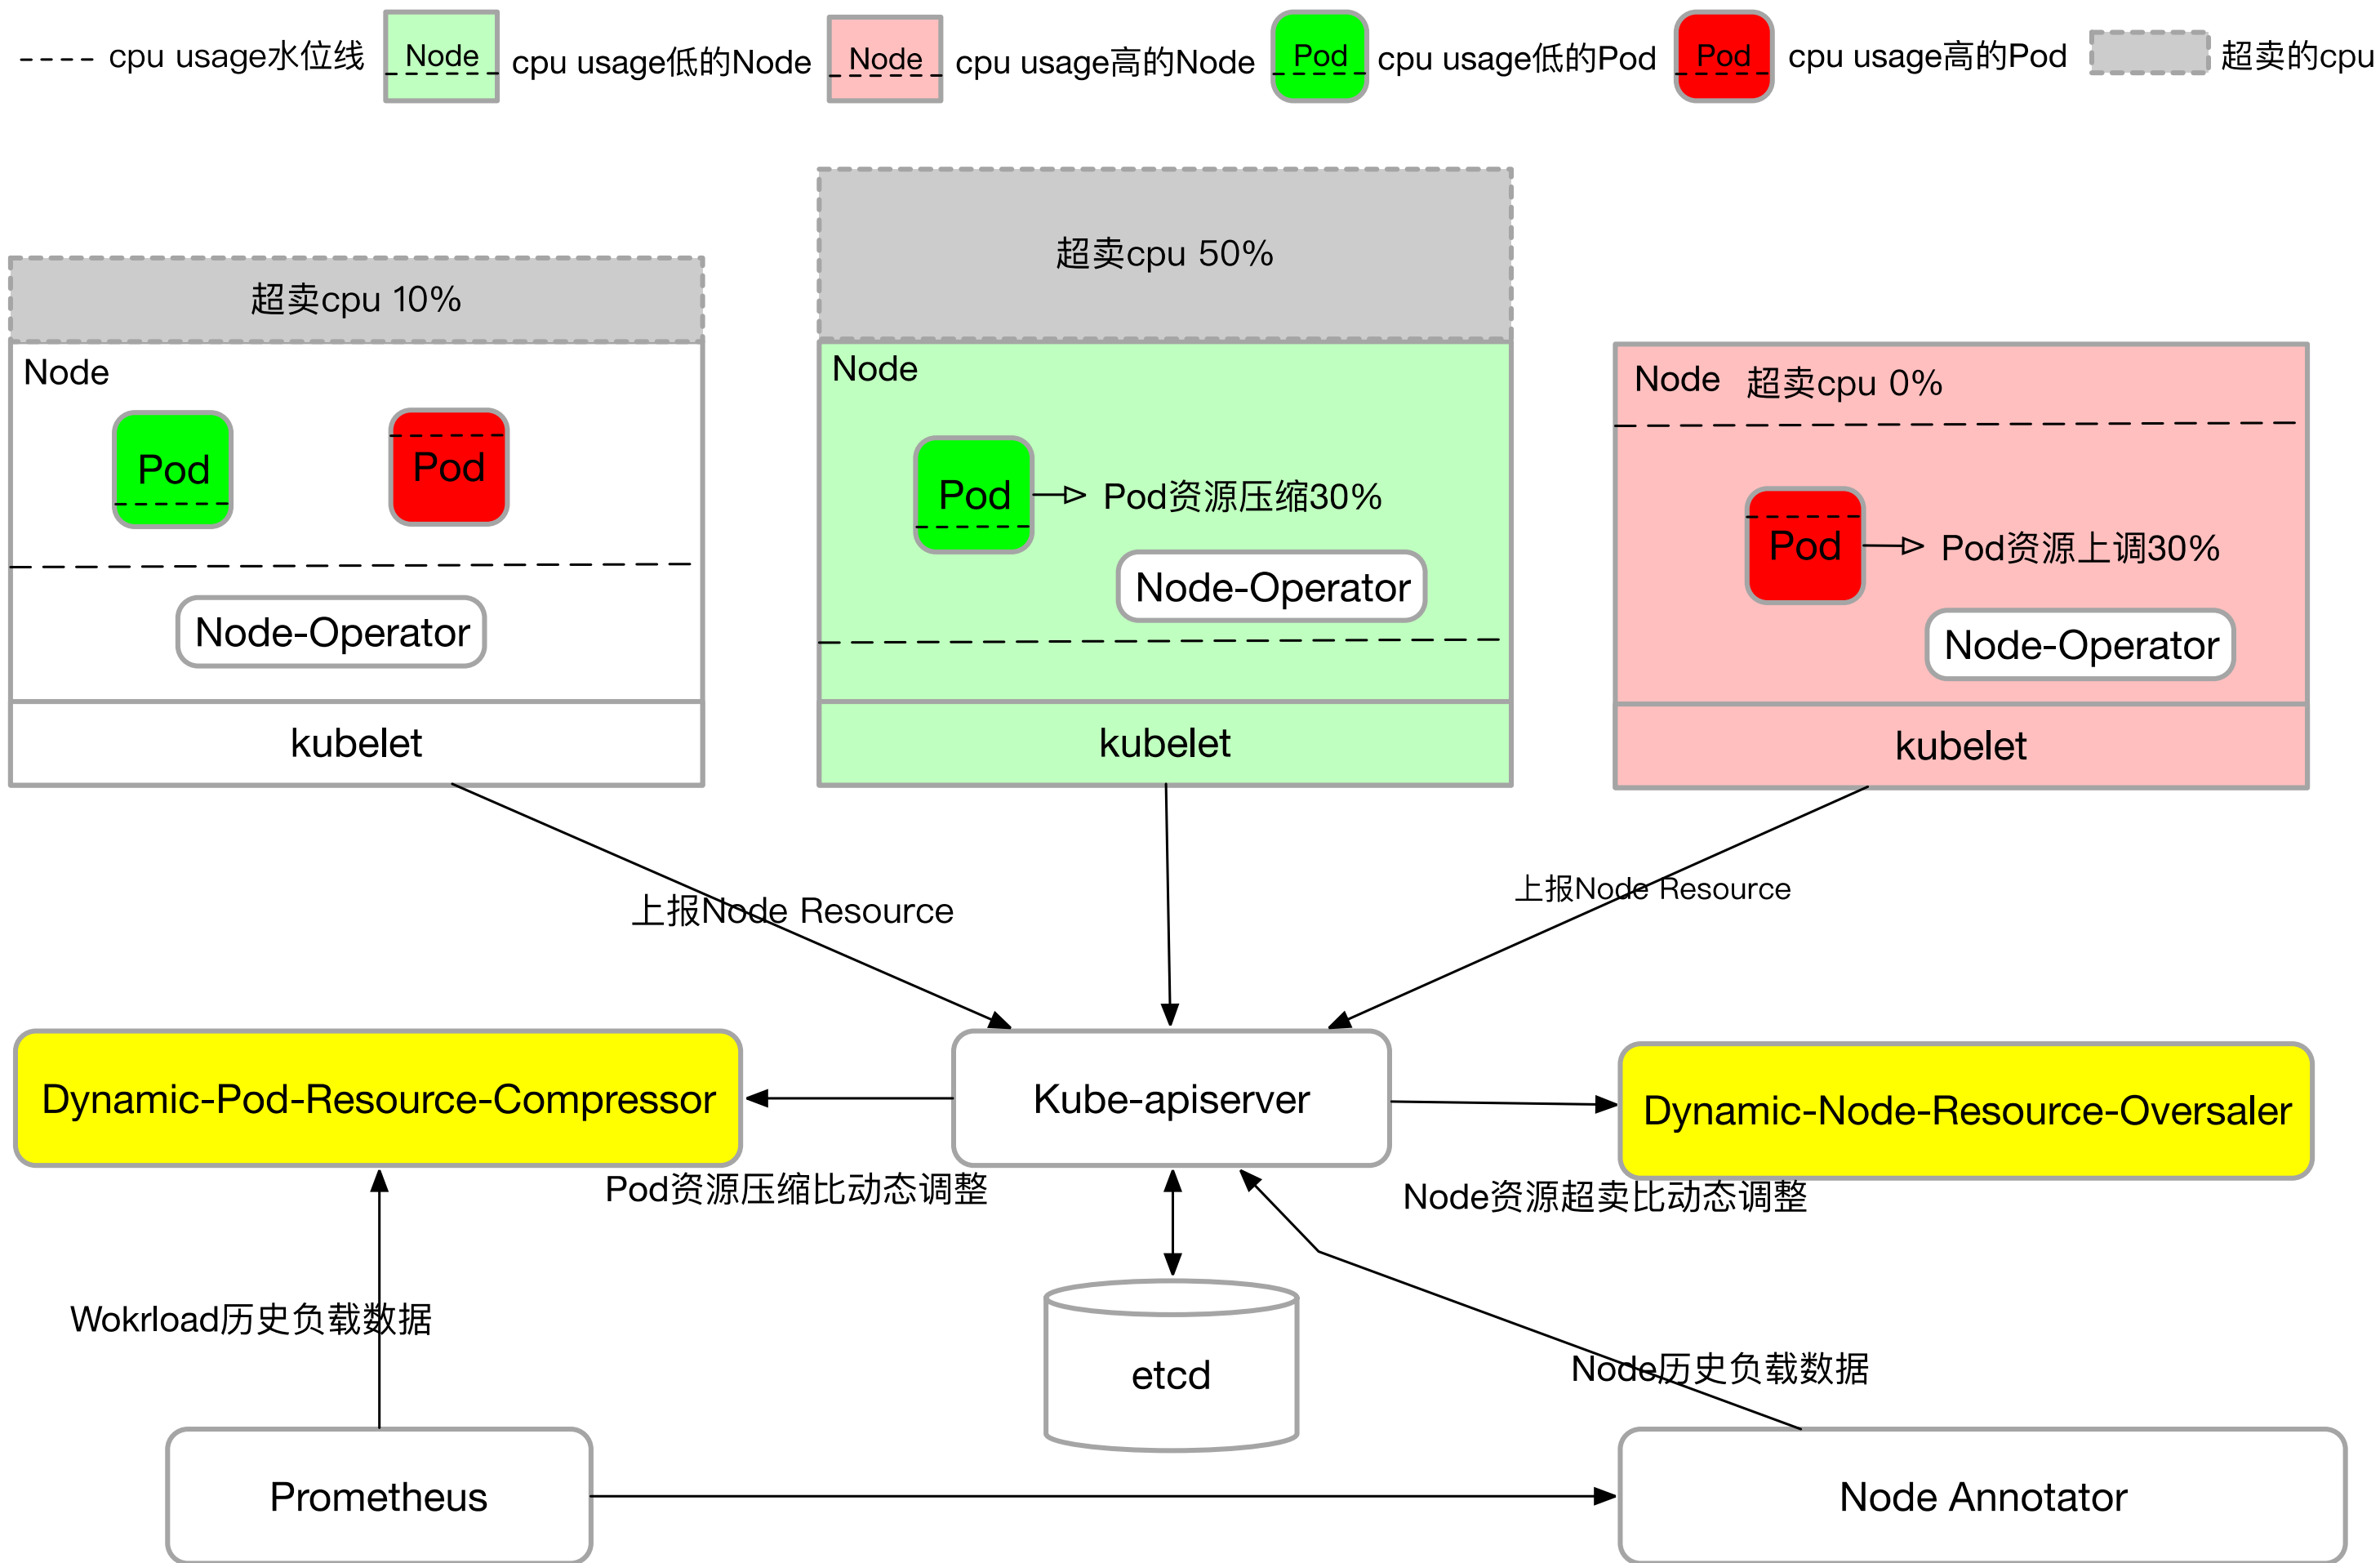 cpu usage水位线
Node
cpu usage低的Node
Node
cpu usage高的Node
Pod
cpu usage低的Pod
Pod
cpu usage高的Pod
超卖的cpu
超卖cpu 10%
Node
Pod
Pod
Node-Operator
kubelet
超卖cpu 50%
Node
Pod
Pod资源压缩30%
Node-Operator
kubelet
Node
超卖cpu 0%
Pod
Pod资源上调30%
Node-Operator
kubelet
上报Node Resource
上报Node Resource
Dynamic-Pod-Resource-Compressor
Kube-apiserver
Dynamic-Node-Resource-Oversaler
Pod资源压缩比动态调整
Node资源超卖比动态调整
Wokrload历史负载数据
etcd
Node历史负载数据
Prometheus
Node Annotator